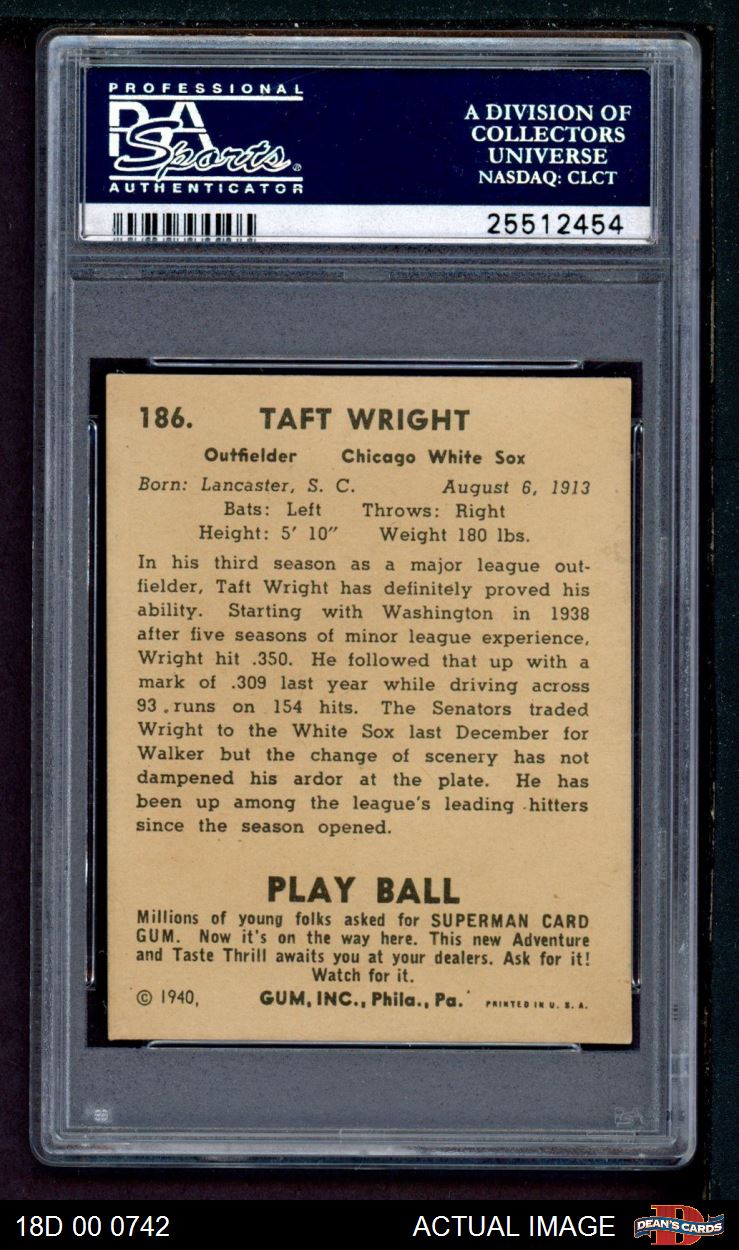 PROFESSIONAL
PSA
Sports®
AUTHENTICATOR
A DIVISION OF
COLLECTORS
UNIVERSE
NASDAQ: CLCT
25512454
186. TAFT WRIGHT
Outfielder Chicago White Sox
Born: Lancaster, S. C. August 6, 1913
Bats: Left Throws: Right
Height: 5' 10" Weight 180 lbs.
In his third season as a major league out-
fielder, Taft Wright has definitely proved his
ability. Starting with Washington in 1938
after five seasons of minor league experience,
Wright hit .350. He followed that up with a
mark of .309 last year while driving across
93 runs on 154 hits. The Senators traded
Wright to the White Sox last December for
Walker but the change of scenery has not
dampened his ardor at the plate. He has
been up among the league's leading hitters
since the season opened.
PLAY BALL
Millions of young folks asked for SUPERMAN CARD
GUM. Now it's on the way here. This new Adventure
and Taste Thrill awaits you at your dealers. Ask for it!
Watch for it.
© 1940, GUM, INC., Phila., Pa. PRINTED IN U. S. A.
18D 00 0742 ACTUAL IMAGE DEAN'S CARDS